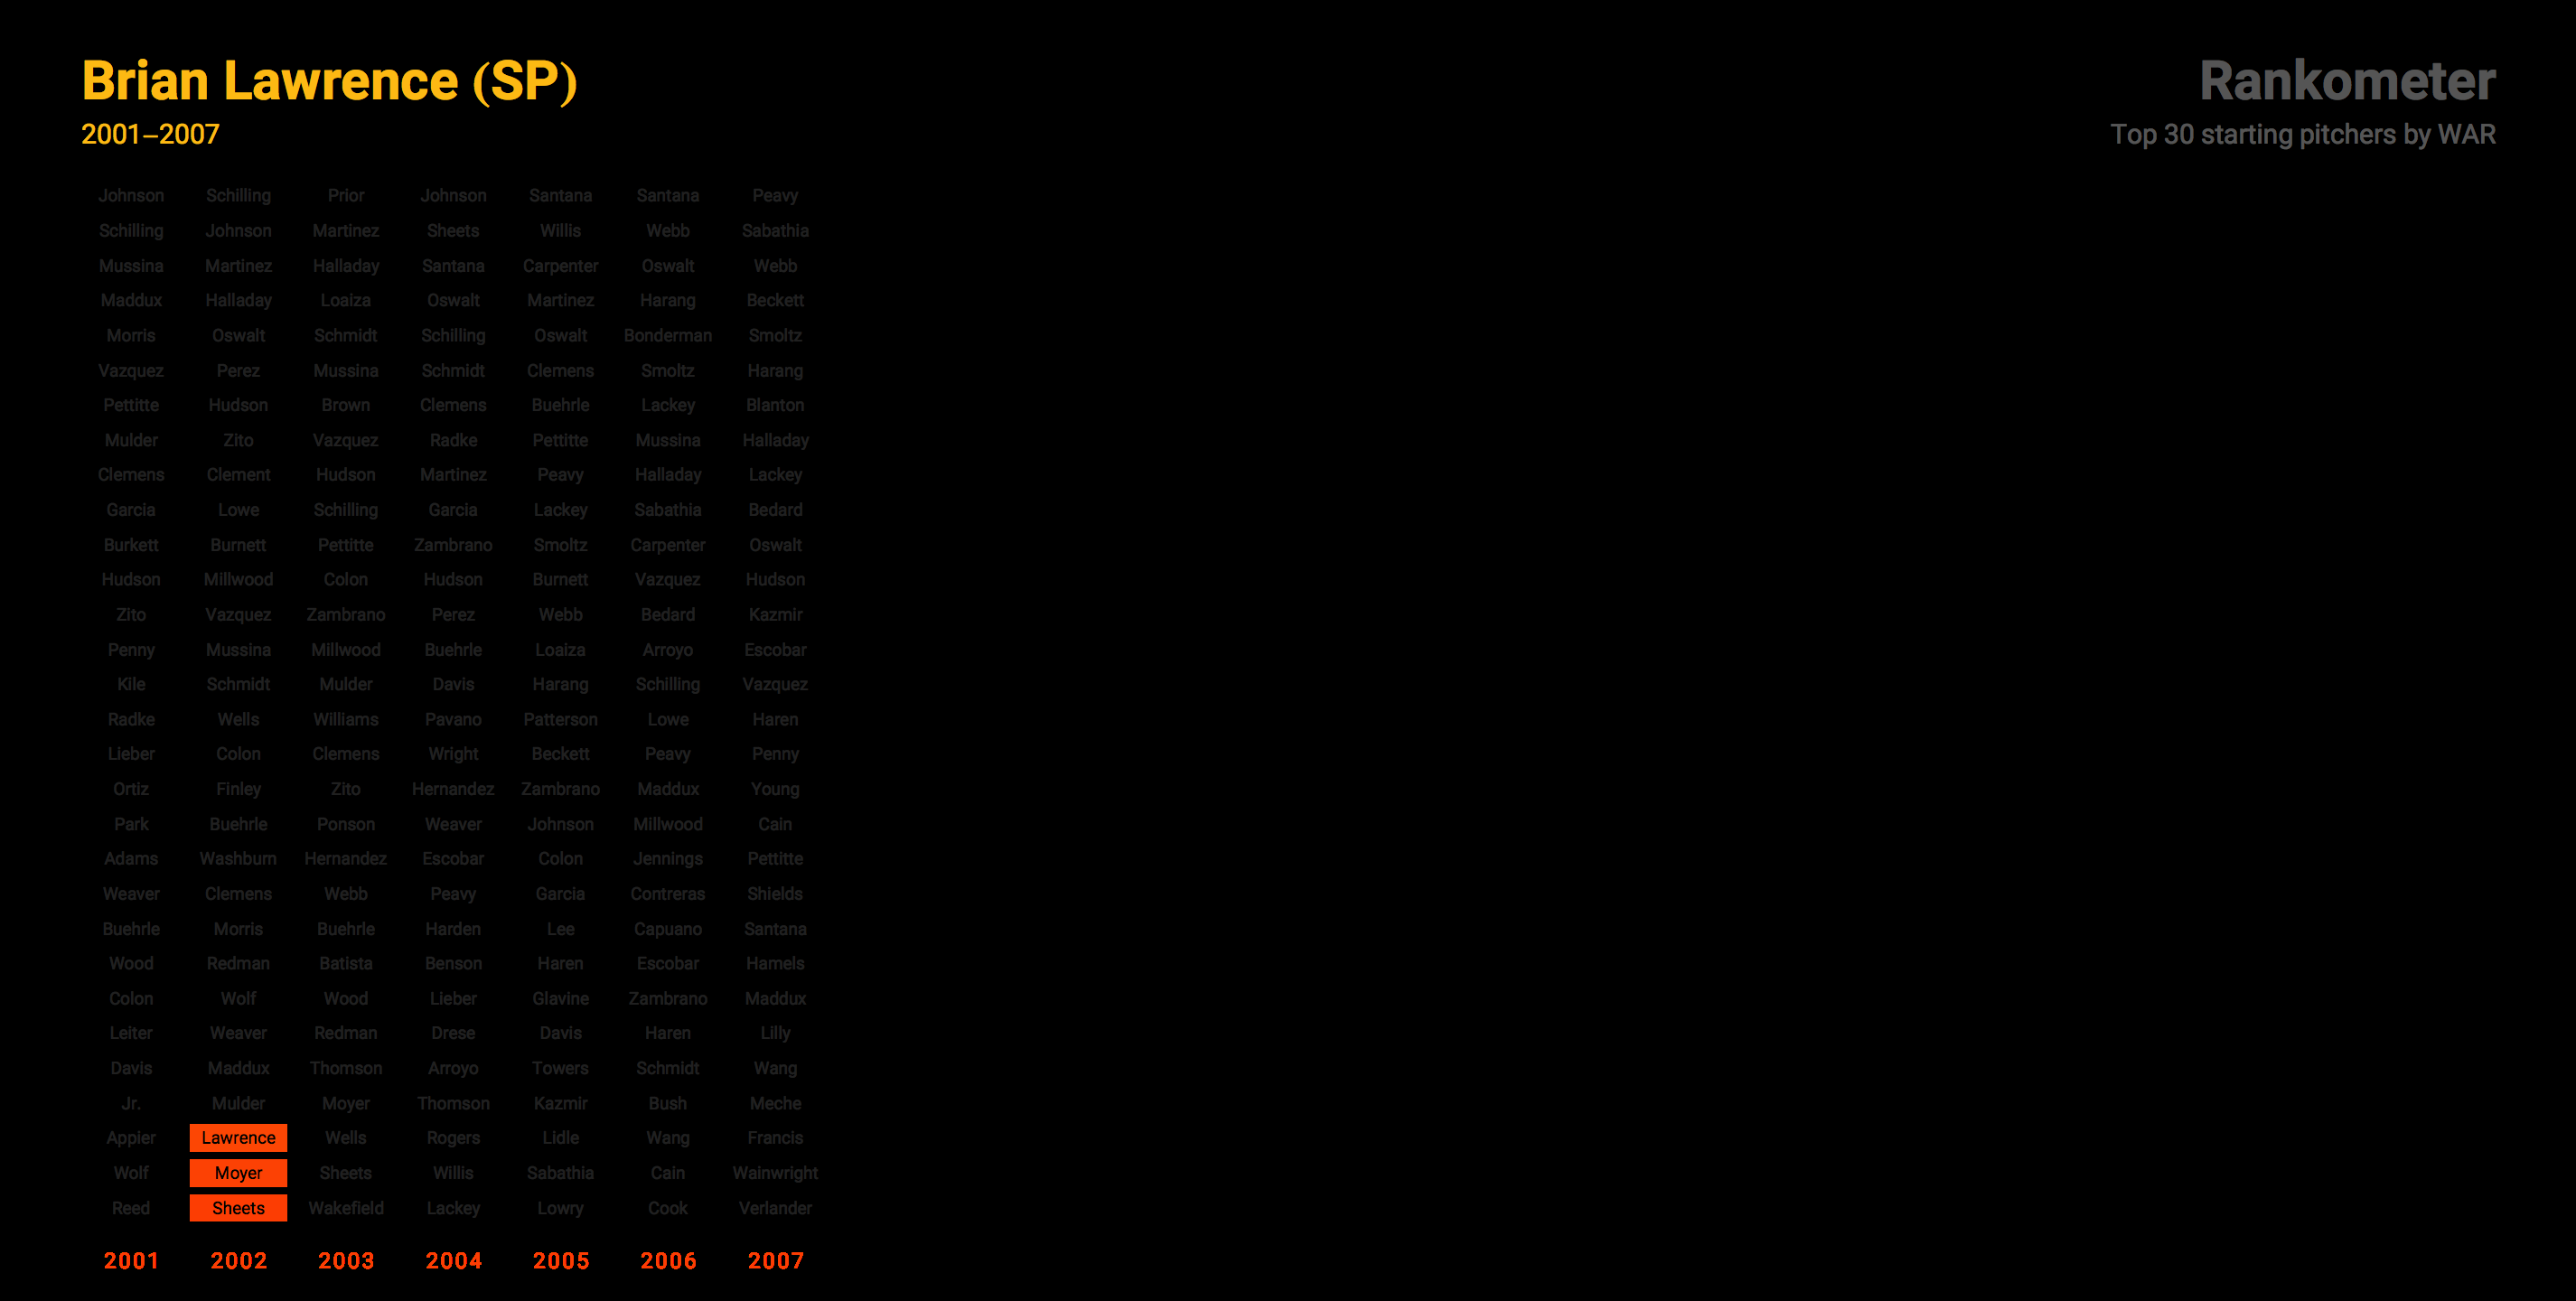 Brian Lawrence (SP)
2001–2007
Rankometer
Top 30 starting pitchers by WAR
Johnson Schilling Prior Johnson Santana Santana Peavy
Schilling Johnson Martinez Sheets Willis Webb Sabathia
Mussina Martinez Halladay Santana Carpenter Oswalt Webb
Maddux Halladay Loaiza Oswalt Martinez Harang Beckett
Morris Oswalt Schmidt Schilling Oswalt Bonderman Smoltz
Vazquez Perez Mussina Schmidt Clemens Smoltz Harang
Pettitte Hudson Brown Clemens Buehrle Lackey Blanton
Mulder Zito Vazquez Radke Pettitte Mussina Halladay
Clemens Clement Hudson Martinez Peavy Halladay Lackey
Garcia Lowe Schilling Garcia Lackey Sabathia Bedard
Burkett Burnett Pettitte Zambrano Smoltz Carpenter Oswalt
Hudson Millwood Colon Hudson Burnett Vazquez Hudson
Zito Vazquez Zambrano Perez Webb Bedard Kazmir
Penny Mussina Millwood Buehrle Loaiza Arroyo Escobar
Kile Schmidt Mulder Davis Harang Schilling Vazquez
Radke Wells Williams Pavano Patterson Lowe Haren
Lieber Colon Clemens Wright Beckett Peavy Penny
Ortiz Finley Zito Hernandez Zambrano Maddux Young
Park Buehrle Ponson Weaver Johnson Millwood Cain
Adams Washburn Hernandez Escobar Colon Jennings Pettitte
Weaver Clemens Webb Peavy Garcia Contreras Shields
Buehrle Morris Buehrle Harden Lee Capuano Santana
Wood Redman Batista Benson Haren Escobar Hamels
Colon Wolf Wood Lieber Glavine Zambrano Maddux
Leiter Weaver Redman Drese Davis Haren Lilly
Davis Maddux Thomson Arroyo Towers Schmidt Wang
Jr. Mulder Moyer Thomson Kazmir Bush Meche
Appier Lawrence Wells Rogers Lidle Wang Francis
Wolf Moyer Sheets Willis Sabathia Cain Wainwright
Reed Sheets Wakefield Lackey Lowry Cook Verlander
2001 2002 2003 2004 2005 2006 2007